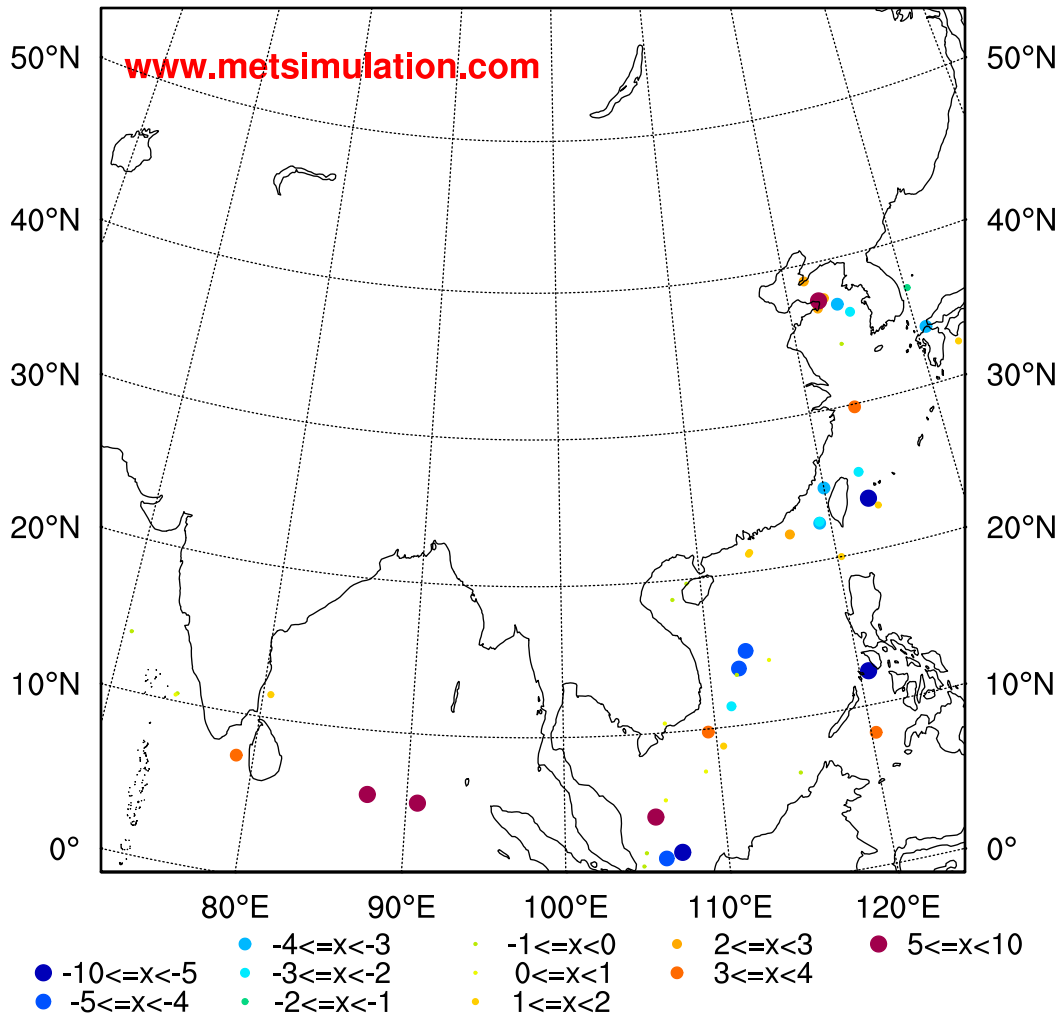 www.metsimulation.com
50°N 50°N
40°N 40°N
30°N 30°N
20°N 20°N
10°N 10°N
0° 0°
80°E 90°E 100°E 110°E 120°E
-4<=x<-3 -1<=x<0 2<=x<3 5<=x<10
-10<=x<-5 -3<=x<-2 0<=x<1 3<=x<4
-5<=x<-4 -2<=x<-1 1<=x<2